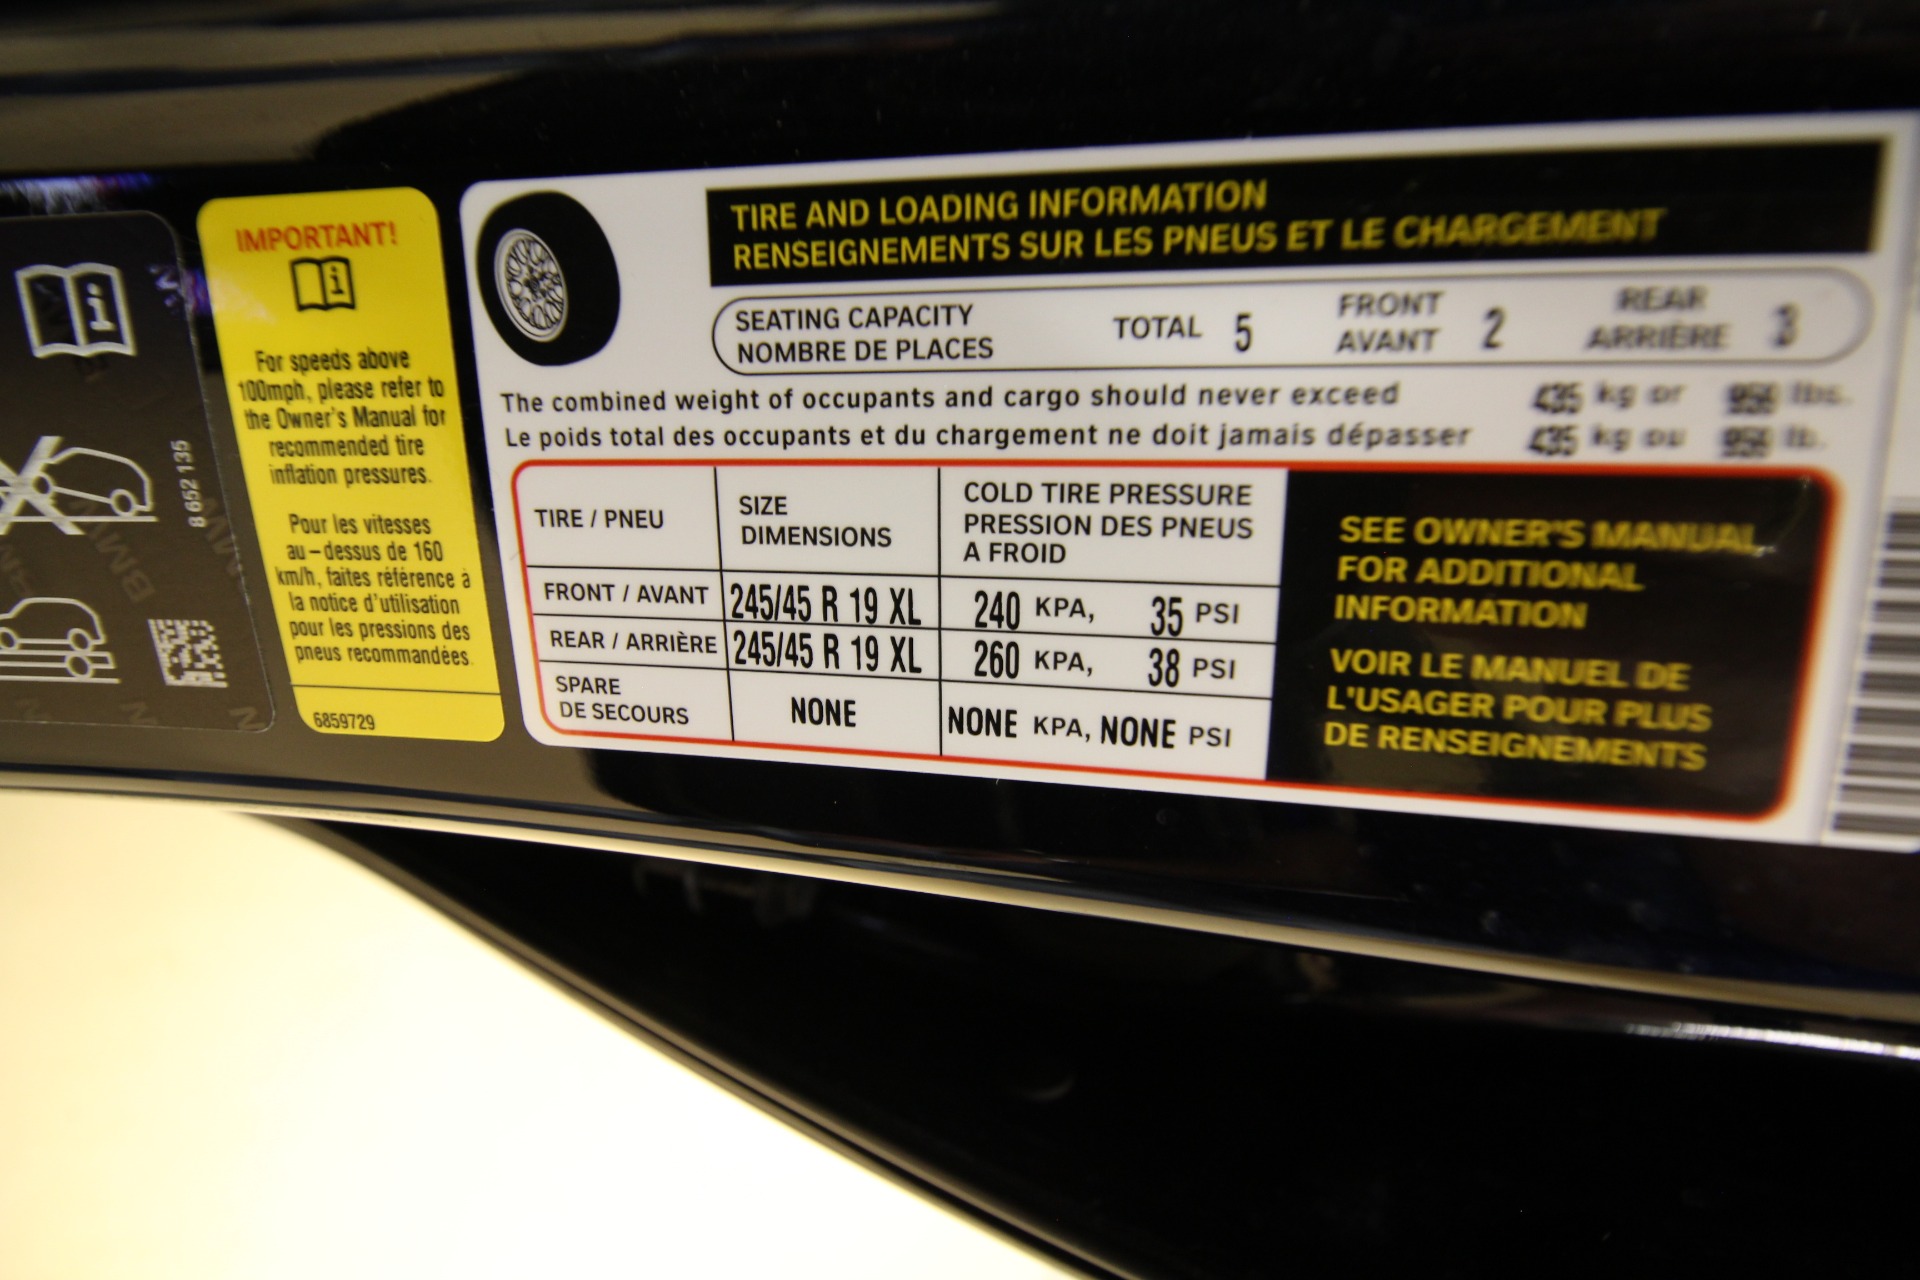 IMPORTANT!
For speeds above
100mph, please refer to
the Owner's Manual for
recommended tire
inflation pressures.
Pour les vitesses
au-dessus de 160
km/h, faites référence à
la notice d'utilisation
pour les pressions des
pneus recommandées.
6859729
8 652 135
BMW
TIRE AND LOADING INFORMATION
RENSEIGNEMENTS SUR LES PNEUS ET LE CHARGEMENT
SEATING CAPACITY
NOMBRE DE PLACES
TOTAL 5
FRONT
AVANT 2
REAR
ARRIÈRE 3
The combined weight of occupants and cargo should never exceed 435 kg or lbs.
Le poids total des occupants et du chargement ne doit jamais dépasser 435 kg ou lb.
TIRE / PNEU
SIZE
DIMENSIONS
COLD TIRE PRESSURE
PRESSION DES PNEUS
A FROID
FRONT / AVANT 245/45 R 19 XL 240 KPA, 35 PSI
REAR / ARRIÈRE 245/45 R 19 XL 260 KPA, 38 PSI
SPARE
DE SECOURS
NONE NONE KPA, NONE PSI
SEE OWNER'S MANUAL
FOR ADDITIONAL
INFORMATION
VOIR LE MANUEL DE
L'USAGER POUR PLUS
DE RENSEIGNEMENTS